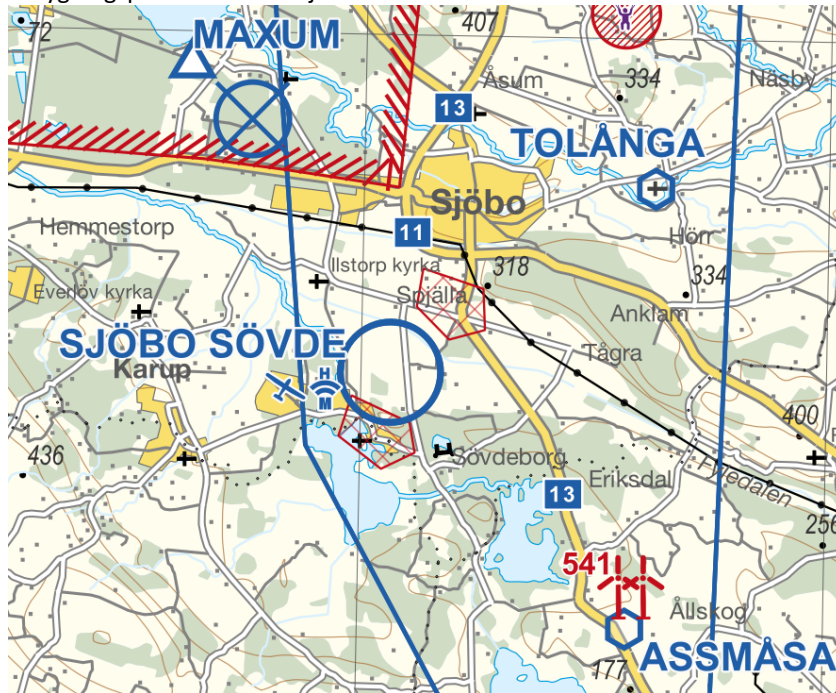 72
MAXUM
407
Åsum
334
Näsby
13
TOLÅNGA
Sjöbo
11
Hemmestorp
Hörr
Ilstorp kyrka
318
334
Everlöv kyrka
Spjälla
Anklam
SJÖBO SÖVDE
Tågra
Karup
H
M
400
436
Sövdeborg
Eriksdal
Fyledalen
13
256
541
Ållskog
ASSMÅSA
177